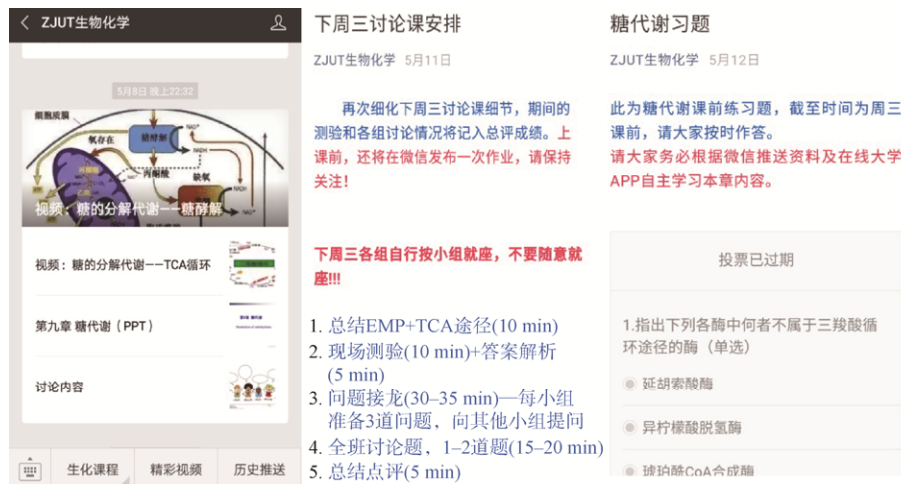 ZJUT生物化学
5月8日 晚上22:32
细胞质膜
氧存在
糖酵解
NAD⁺
NADH
丙酮酸
缺氧
视频：糖的分解代谢——糖酵解
视频：糖的分解代谢——TCA循环
第九章 糖代谢（PPT）
讨论内容
生化课程
精彩视频
历史推送
下周三讨论课安排
ZJUT生物化学 5月11日
再次细化下周三讨论课细节，期间的
测验和各组讨论情况将记入总评成绩。上
课前，还将在微信发布一次作业，请保持
关注！
下周三各组自行按小组就座，不要随意就
座!!!
1. 总结EMP+TCA途径(10 min)
2. 现场测验(10 min)+答案解析
(5 min)
3. 问题接龙(30–35 min)—每小组
准备3道问题，向其他小组提问
4. 全班讨论题，1–2道题(15–20 min)
5. 总结点评(5 min)
糖代谢习题
ZJUT生物化学 5月12日
此为糖代谢课前练习题，截至时间为周三
课前，请大家按时作答。
请大家务必根据微信推送资料及在线大学
APP自主学习本章内容。
投票已过期
1.指出下列各酶中何者不属于三羧酸循
环途径的酶（单选）
延胡索酸酶
异柠檬酸脱氢酶
琥珀酰CoA合成酶